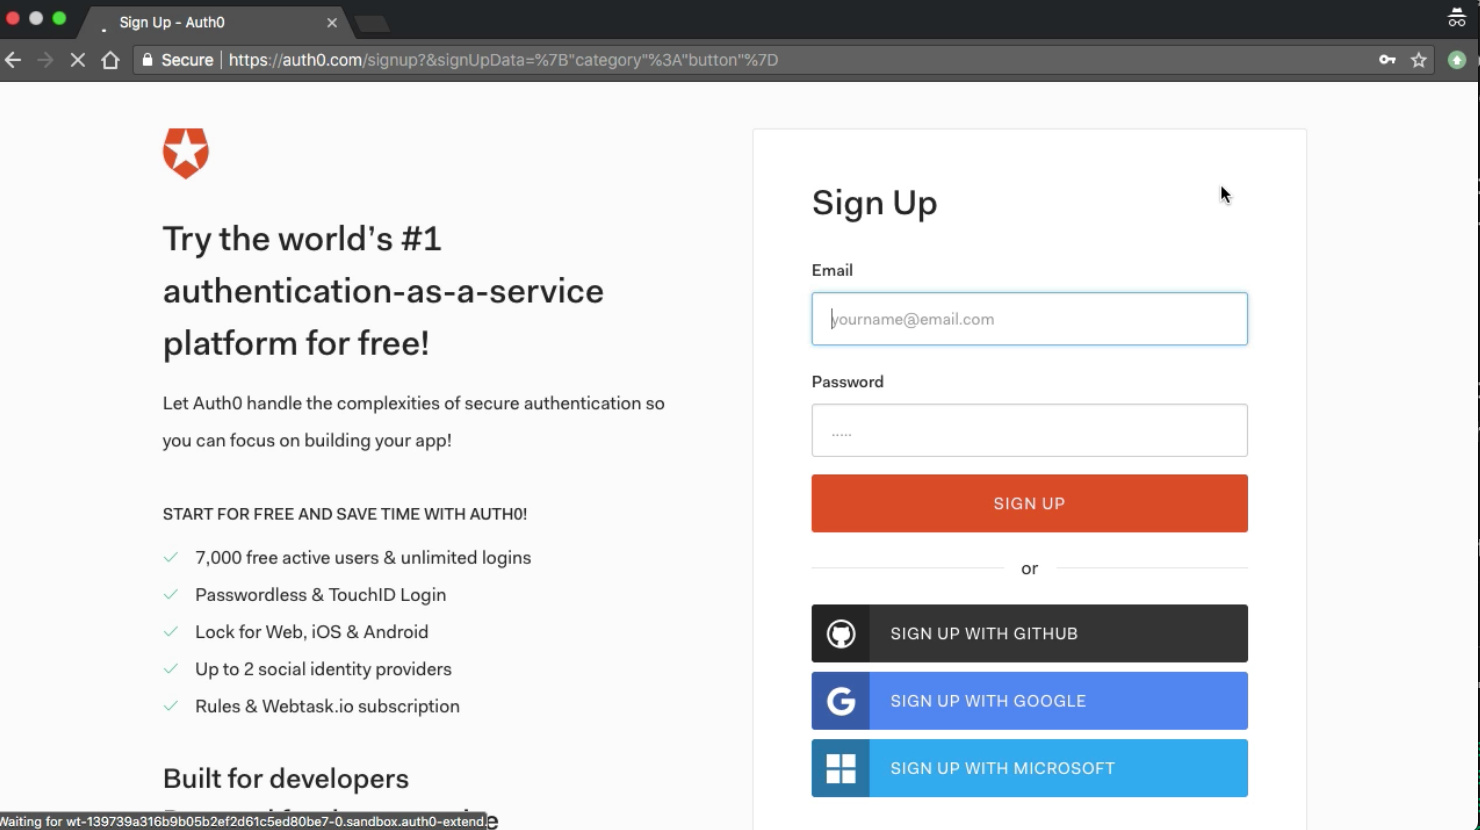 Sign Up - Auth0
Secure
https://auth0.com/signup?&signUpData=%7B"category"%3A"button"%7D
Try the world's #1
authentication-as-a-service
platform for free!
Let Auth0 handle the complexities of secure authentication so
you can focus on building your app!
START FOR FREE AND SAVE TIME WITH AUTH0!
7,000 free active users & unlimited logins
Passwordless & TouchID Login
Lock for Web, iOS & Android
Up to 2 social identity providers
Rules & Webtask.io subscription
Built for developers
Waiting for wt-139739a316b9b05b2ef2d61c5ed80be7-0.sandbox.auth0-extend.
Sign Up
Email
yourname@email.com
Password
.....
SIGN UP
or
SIGN UP WITH GITHUB
G
SIGN UP WITH GOOGLE
SIGN UP WITH MICROSOFT